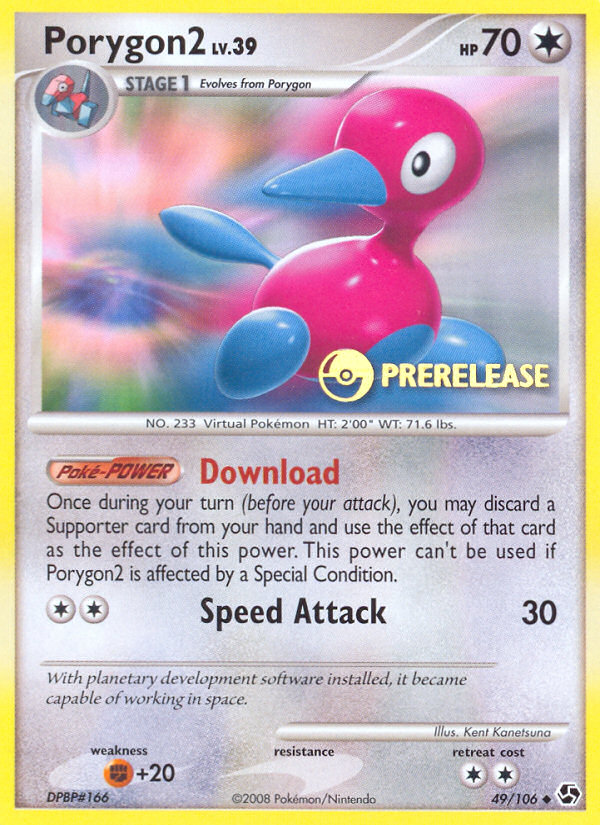 Porygon2 LV.39 HP 70
STAGE 1 Evolves from Porygon
PRERELEASE
NO. 233 Virtual Pokémon HT: 2'00" WT: 71.6 lbs.
Poké-POWER Download
Once during your turn (before your attack), you may discard a
Supporter card from your hand and use the effect of that card
as the effect of this power. This power can't be used if
Porygon2 is affected by a Special Condition.
Speed Attack 30
With planetary development software installed, it became
capable of working in space.
Illus. Kent Kanetsuna
weakness resistance retreat cost
+20
DPBP#166 ©2008 Pokémon/Nintendo 49/106